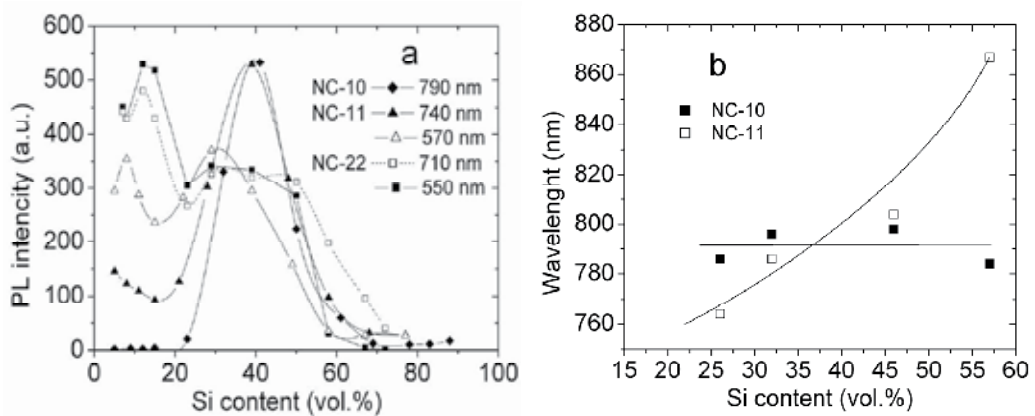 a
NC-10 790 nm
NC-11 740 nm
570 nm
NC-22 710 nm
550 nm
600
500
400
300
200
100
0
PL intencity (a.u.)
0 20 40 60 80 100
Si content (vol.%)
b
NC-10
NC-11
880
860
840
820
800
780
760
Wavelenght (nm)
15 20 25 30 35 40 45 50 55 60
Si content (vol.%)